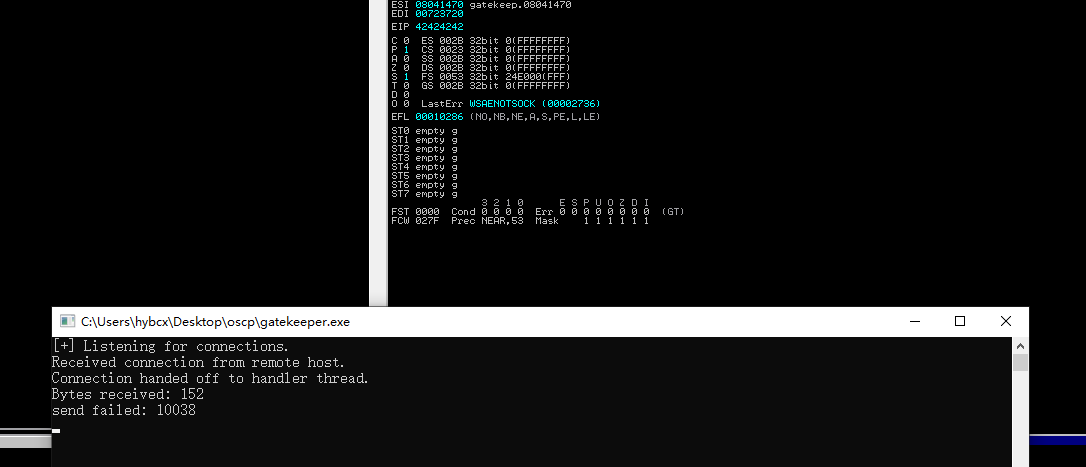 ESI 08041470 gatekeep.08041470
EDI 00723720
EIP 42424242
C 0 ES 002B 32bit 0(FFFFFFFF)
P 1 CS 0023 32bit 0(FFFFFFFF)
A 0 SS 002B 32bit 0(FFFFFFFF)
Z 0 DS 002B 32bit 0(FFFFFFFF)
S 1 FS 0053 32bit 24E000(FFF)
T 0 GS 002B 32bit 0(FFFFFFFF)
D 0
O 0 LastErr WSAENOTSOCK (00002736)
EFL 00010286 (NO,NB,NE,A,S,PE,L,LE)
ST0 empty g
ST1 empty g
ST2 empty g
ST3 empty g
ST4 empty g
ST5 empty g
ST6 empty g
ST7 empty g
3 2 1 0 E S P U O Z D I
FST 0000 Cond 0 0 0 0 Err 0 0 0 0 0 0 0 0 (GT)
FCW 027F Prec NEAR,53 Mask 1 1 1 1 1 1
C:\Users\hybcx\Desktop\oscp\gatekeeper.exe
[+] Listening for connections.
Received connection from remote host.
Connection handed off to handler thread.
Bytes received: 152
send failed: 10038